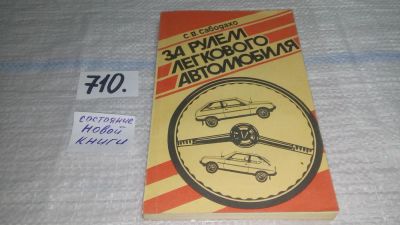 С. В. Сабодахо
ЗА РУЛЕМ
ЛЕГКОВОГО
АВТОМОБИЛЯ
710.
состояние
новой
книги